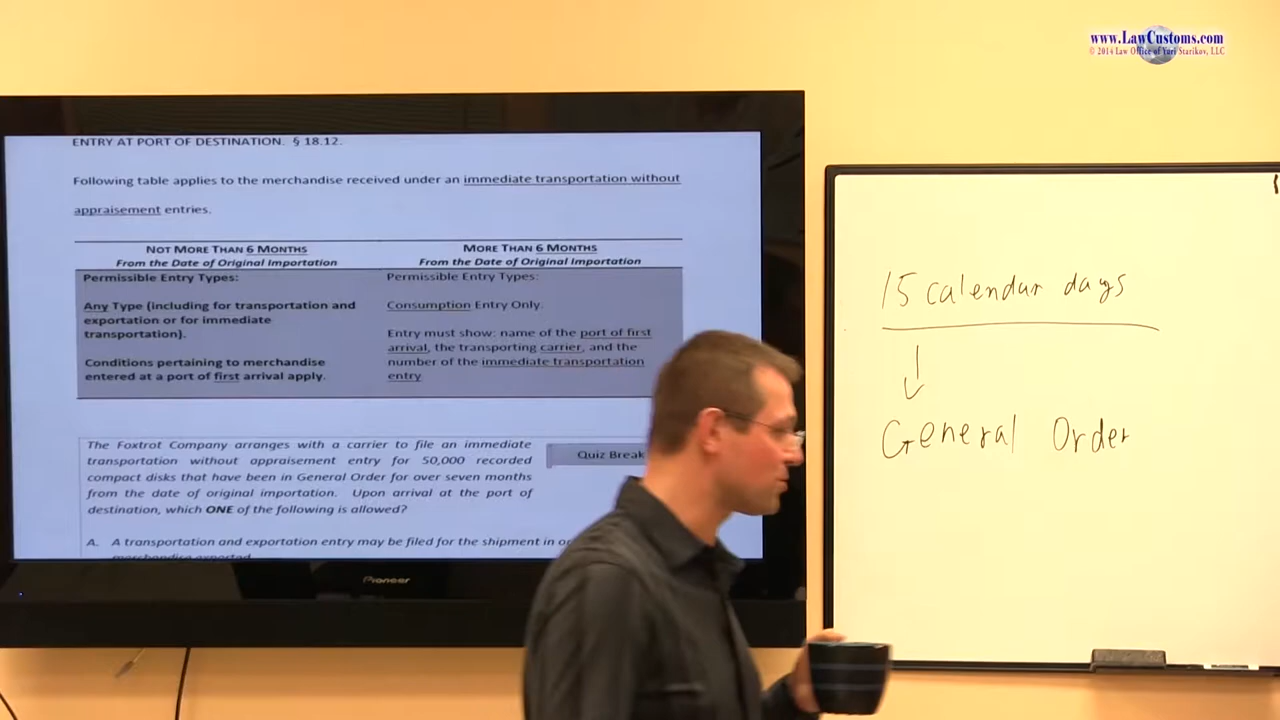 www.LawCustoms.com
© 2014 Law Office of Yuri Starikov, LLC
ENTRY AT PORT OF DESTINATION. § 18.12.
Following table applies to the merchandise received under an immediate transportation without
appraisement entries.
NOT MORE THAN 6 MONTHS
From the Date of Original Importation
Permissible Entry Types:
Any Type (including for transportation and
exportation or for immediate
transportation).
Conditions pertaining to merchandise
entered at a port of first arrival apply.
MORE THAN 6 MONTHS
From the Date of Original Importation
Permissible Entry Types:
Consumption Entry Only.
Entry must show: name of the port of first
arrival, the transporting carrier, and the
number of the immediate transportation
entry
The Foxtrot Company arranges with a carrier to file an immediate
transportation without appraisement entry for 50,000 recorded
compact disks that have been in General Order for over seven months
from the date of original importation. Upon arrival at the port of
destination, which ONE of the following is allowed?
Quiz Break
A. A transportation and exportation entry may be filed for the shipment in
merchandise exported
Pioneer
15 calendar days
General Order